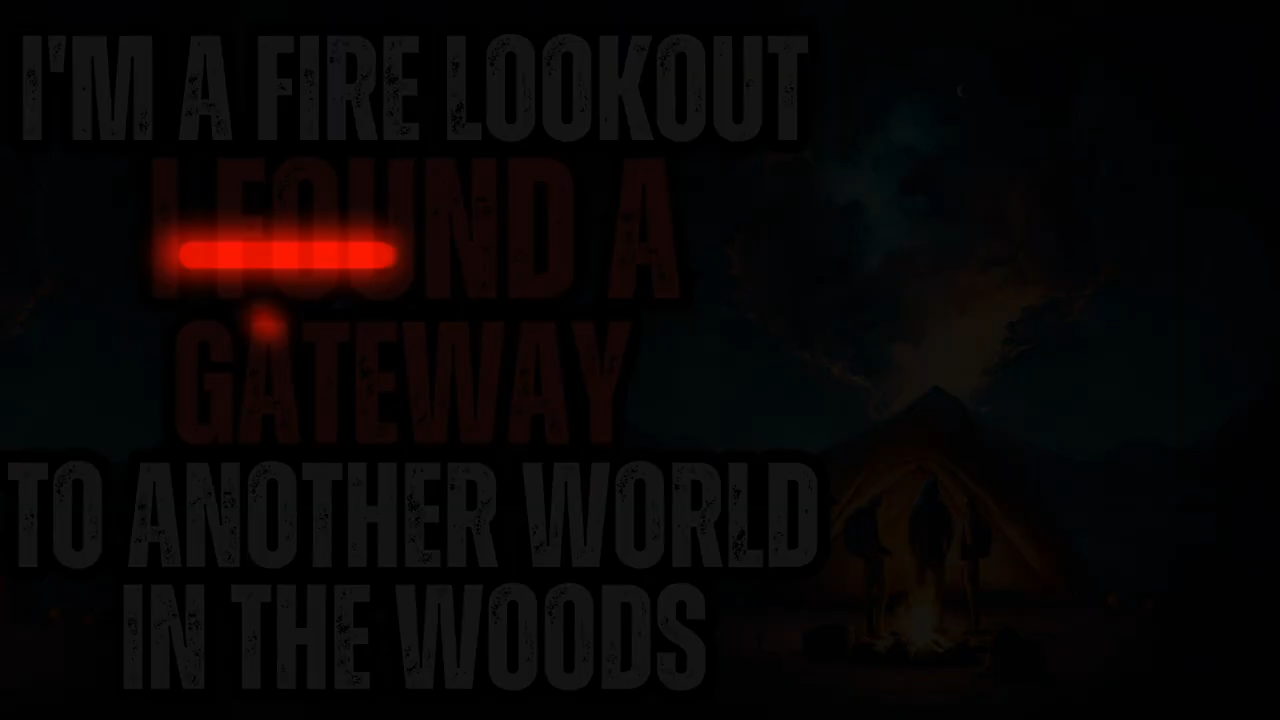 I'M A FIRE LOOKOUT
I FOUND A
GATEWAY
TO ANOTHER WORLD
IN THE WOODS